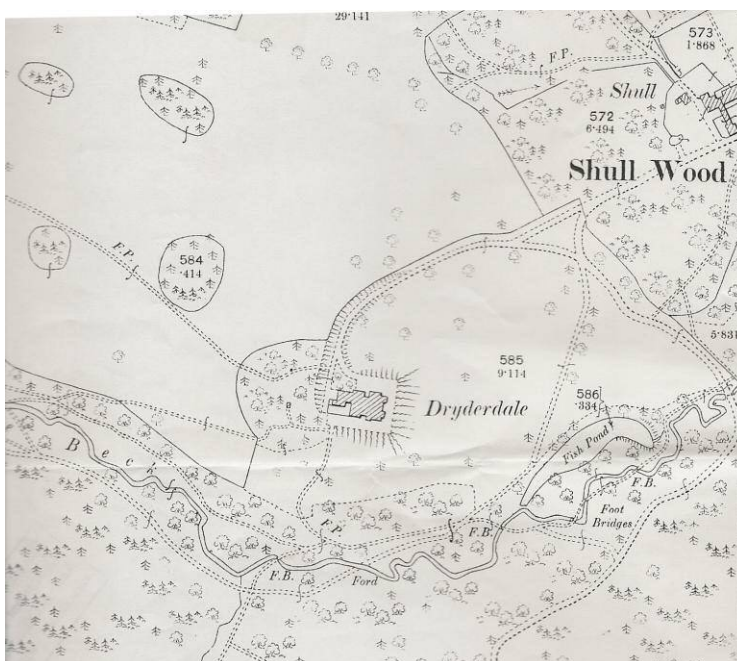 29·141
573
1·868
F.P.
Shull
572
6·494
Shull Wood
F.P.
584
·414
5·831
585
9·114
586
·334
Dryderdale
Fish Pond
Beck
F.B.
Foot
Bridges
F.P.
F.B.
F.B.
Ford